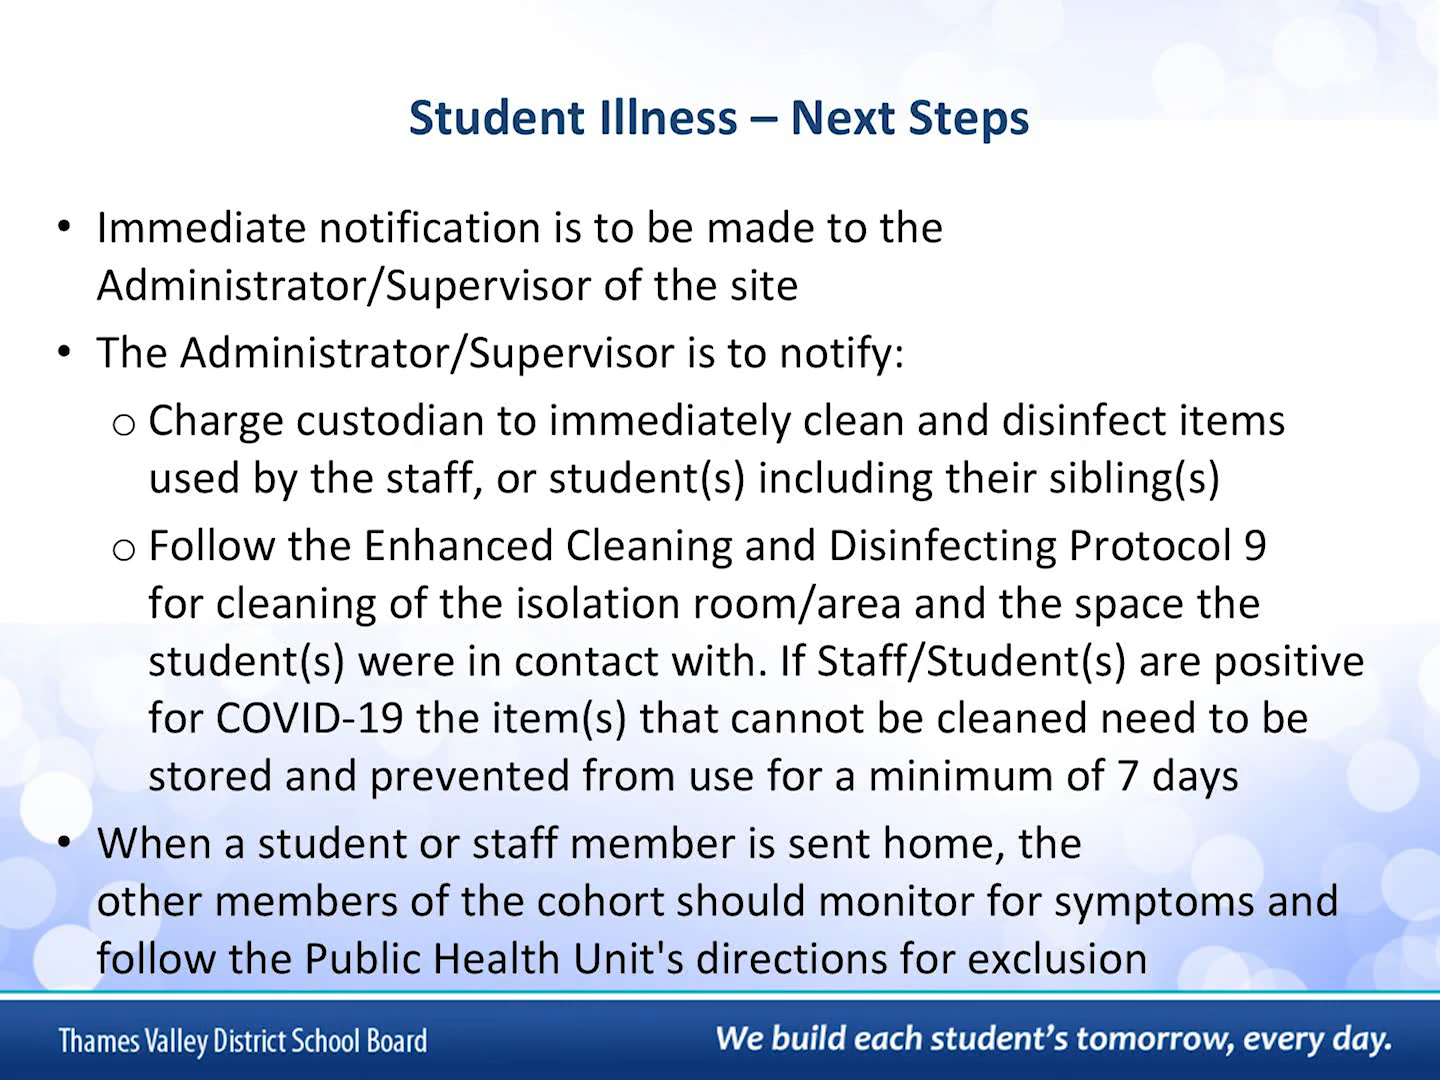 Student Illness – Next Steps
• Immediate notification is to be made to the
Administrator/Supervisor of the site
• The Administrator/Supervisor is to notify:
o Charge custodian to immediately clean and disinfect items
used by the staff, or student(s) including their sibling(s)
o Follow the Enhanced Cleaning and Disinfecting Protocol 9
for cleaning of the isolation room/area and the space the
student(s) were in contact with. If Staff/Student(s) are positive
for COVID-19 the item(s) that cannot be cleaned need to be
stored and prevented from use for a minimum of 7 days
• When a student or staff member is sent home, the
other members of the cohort should monitor for symptoms and
follow the Public Health Unit's directions for exclusion
Thames Valley District School Board
We build each student's tomorrow, every day.